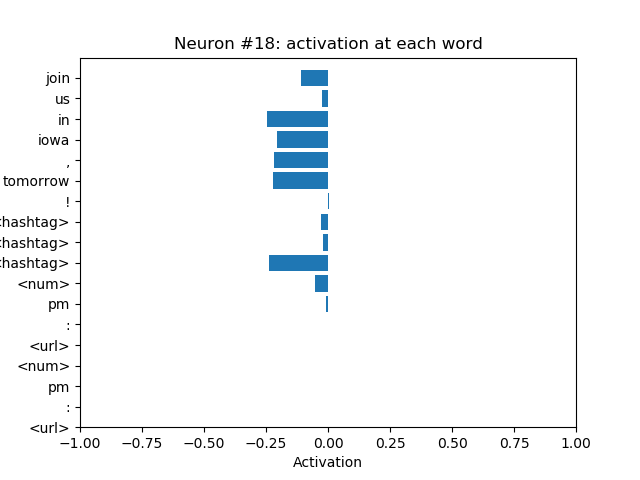 Neuron #18: activation at each word
join
us
in
iowa
,
tomorrow
!
hashtag>
hashtag>
hashtag>
<num>
pm
:
<url>
<num>
pm
:
<url>
−1.00 −0.75 −0.50 −0.25 0.00 0.25 0.50 0.75 1.00
Activation